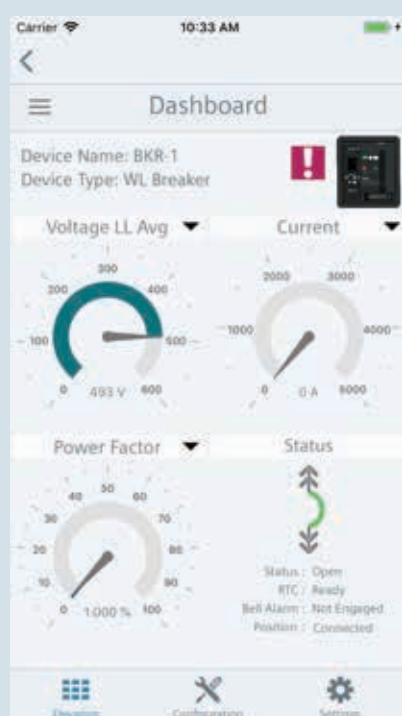 Carrier 10:33 AM
Dashboard
!
Device Name: BKR-1
Device Type: WL Breaker
Voltage LL Avg
0 100 200 300 400 500 600
493 V
Current
0 1000 2000 3000 4000 5000
0 A
Power Factor
0 10 20 30 40 50 60 70 80 90 100
1.000 %
Status
Status : Open
RTC : Ready
Bell Alarm : Not Engaged
Position : Connected
Devices Configuration Settings